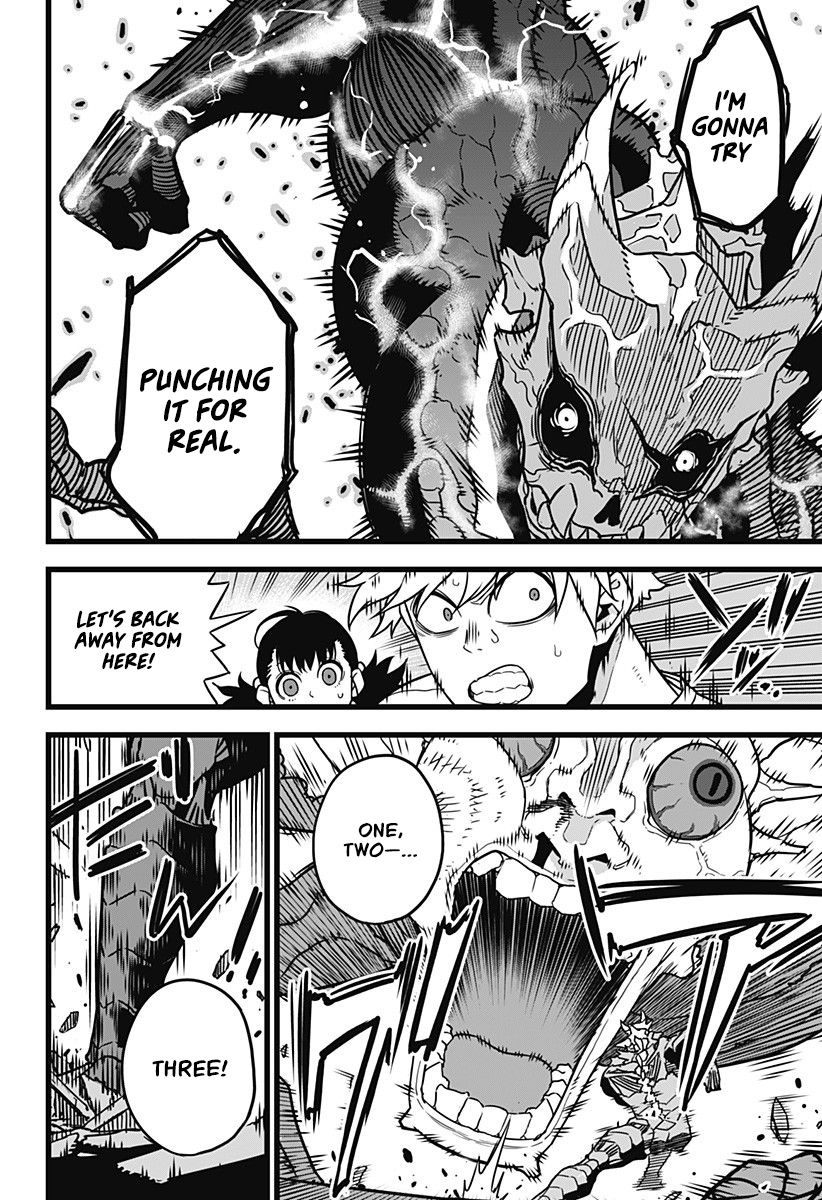 I'M
GONNA
TRY
PUNCHING
IT FOR
REAL.
LET'S BACK
AWAY FROM
HERE!
ONE,
TWO—...
THREE!